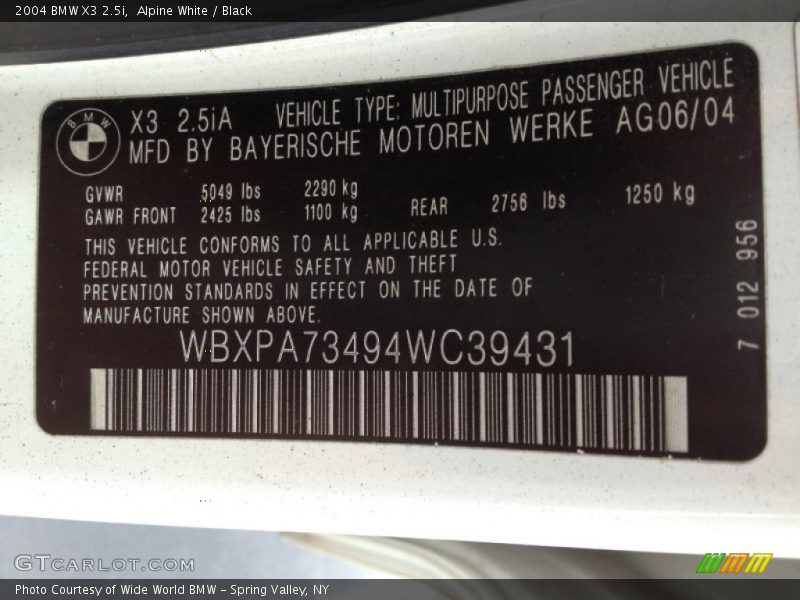 2004 BMW X3 2.5i,  Alpine White / Black
BMW
X3 2.5iA VEHICLE TYPE: MULTIPURPOSE PASSENGER VEHICLE
MFD BY BAYERISCHE MOTOREN WERKE AG06/04
GVWR 5049 lbs 2290 kg
GAWR FRONT 2425 lbs 1100 kg REAR 2756 lbs 1250 kg
THIS VEHICLE CONFORMS TO ALL APPLICABLE U.S.
FEDERAL MOTOR VEHICLE SAFETY AND THEFT
PREVENTION STANDARDS IN EFFECT ON THE DATE OF
MANUFACTURE SHOWN ABOVE.
WBXPA73494WC39431
7 012 956
GTCARLOT.COM
Photo Courtesy of Wide World BMW - Spring Valley, NY